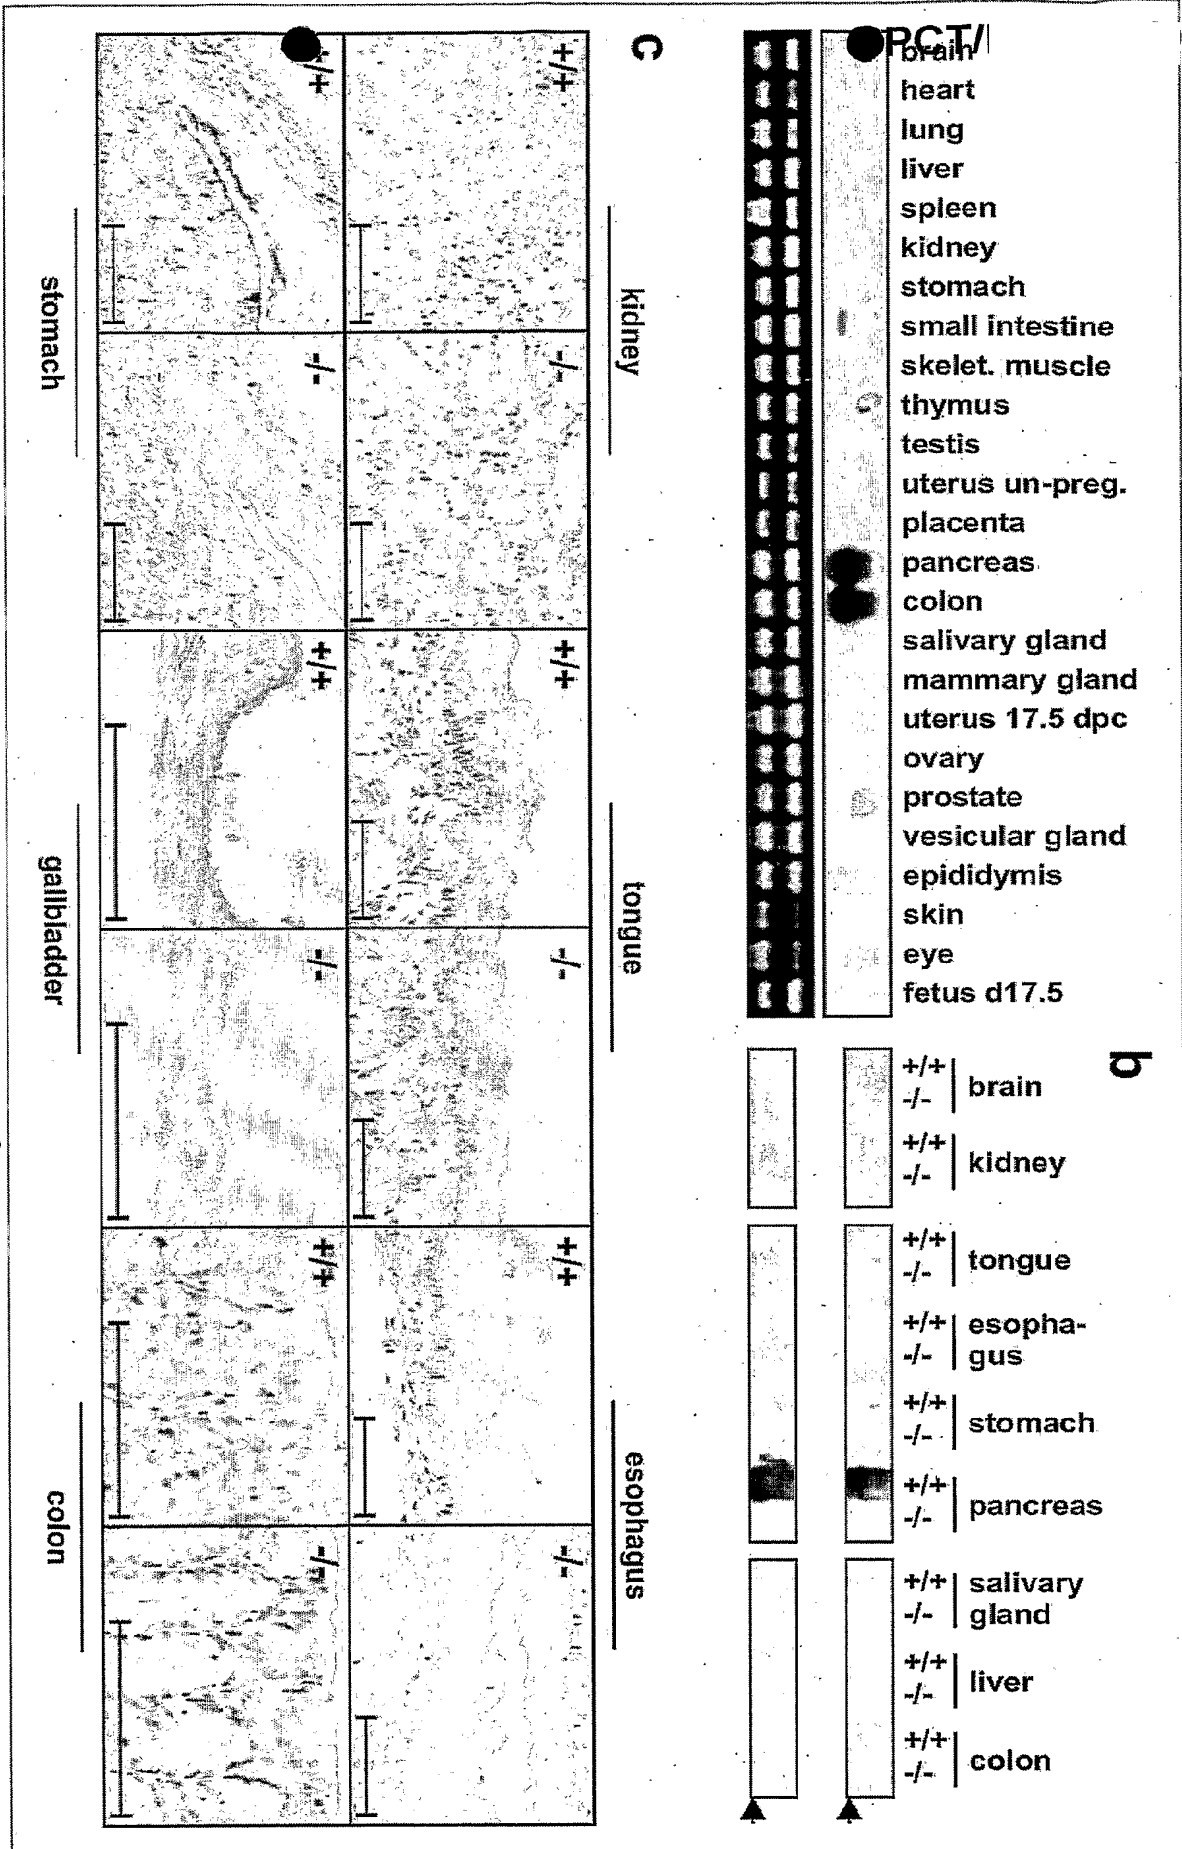 PCT/
brain
heart
lung
liver
spleen
kidney
stomach
small intestine
skelet. muscle
thymus
testis
uterus un-preg.
placenta
pancreas
colon
salivary gland
mammary gland
uterus 17.5 dpc
ovary
prostate
vesicular gland
epididymis
skin
eye
fetus d17.5
b
+/+
-/-
brain
+/+
-/-
kidney
+/+
-/-
tongue
+/+
-/-
esopha-
gus
+/+
-/-
stomach
+/+
-/-
pancreas
+/+
-/-
salivary
gland
+/+
-/-
liver
+/+
-/-
colon
c
kidney
tongue
esophagus
+/+
-/-
+/+
-/-
+/+
-/-
+/+
-/-
+/+
-/-
+/+
-/-
stomach
gallbladder
colon